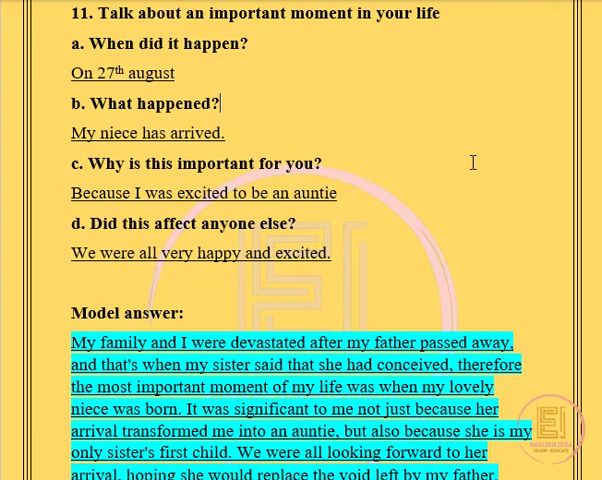 11. Talk about an important moment in your life
a. When did it happen?
On 27th august
b. What happened?
My niece has arrived.
c. Why is this important for you?
Because I was excited to be an auntie
d. Did this affect anyone else?
We were all very happy and excited.
Model answer:
My family and I were devastated after my father passed away,
and that's when my sister said that she had conceived, therefore
the most important moment of my life was when my lovely
niece was born. It was significant to me not just because her
arrival transformed me into an auntie, but also because she is my
only sister's first child. We were all looking forward to her
arrival, hoping she would replace the void left by my father.